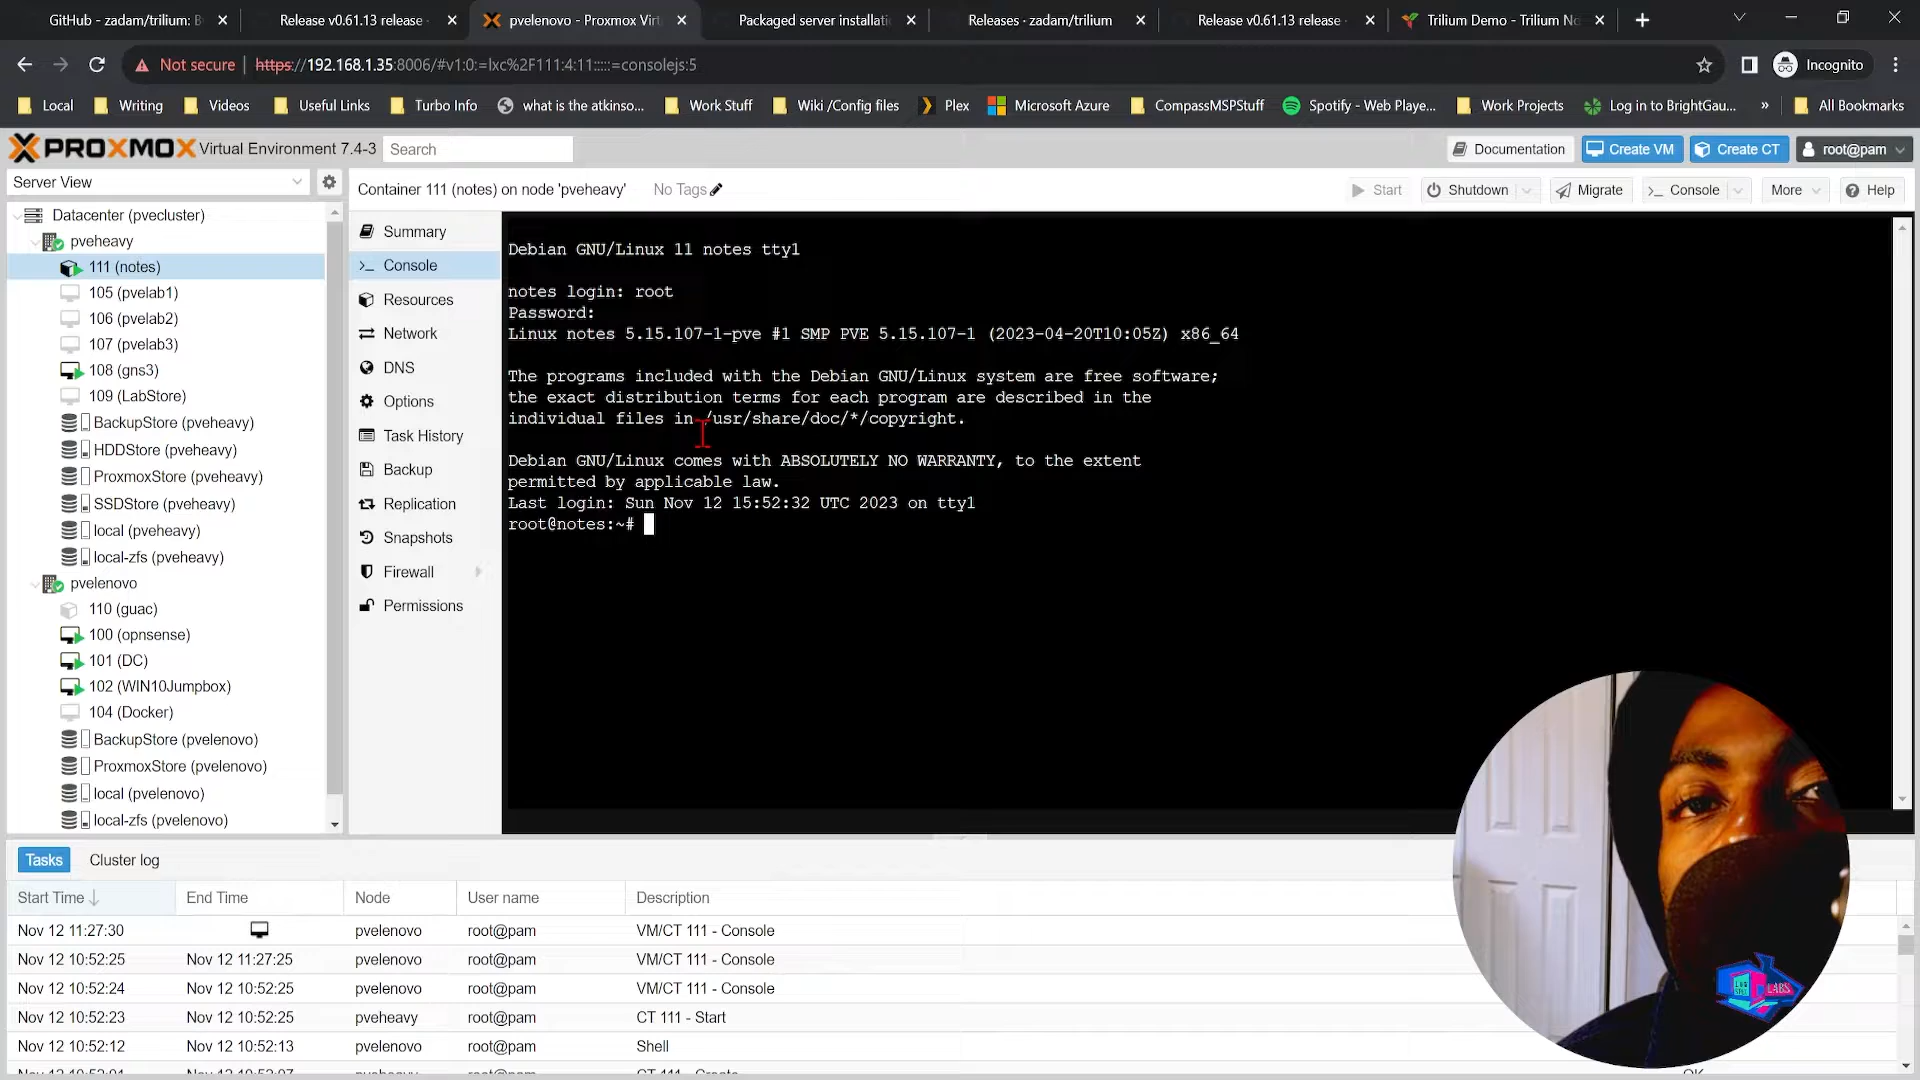 GitHub - zadam/trilium: B
Release v0.61.13 release ·
pvelenovo - Proxmox Virt
Packaged server installati
Releases · zadam/trilium
Release v0.61.13 release ·
Trilium Demo - Trilium No
Not secure
https://192.168.1.35:8006/#v1:0:=lxc%2F111:4:11:::::=consolejs:5
Incognito
Local
Writing
Videos
Useful Links
Turbo Info
what is the atkinso...
Work Stuff
Wiki /Config files
Plex
Microsoft Azure
CompassMSPStuff
Spotify - Web Playe...
Work Projects
Log in to BrightGau...
»
All Bookmarks
PROXMOX
Virtual Environment 7.4-3
Search
Documentation
Create VM
Create CT
root@pam
Server View
Container 111 (notes) on node 'pveheavy'
No Tags
Start
Shutdown
Migrate
>_ Console
More
Help
Datacenter (pvecluster)
pveheavy
111 (notes)
105 (pvelab1)
106 (pvelab2)
107 (pvelab3)
108 (gns3)
109 (LabStore)
BackupStore (pveheavy)
HDDStore (pveheavy)
ProxmoxStore (pveheavy)
SSDStore (pveheavy)
local (pveheavy)
local-zfs (pveheavy)
pvelenovo
110 (guac)
100 (opnsense)
101 (DC)
102 (WIN10Jumpbox)
104 (Docker)
BackupStore (pvelenovo)
ProxmoxStore (pvelenovo)
local (pvelenovo)
local-zfs (pvelenovo)
Summary
>_ Console
Resources
Network
DNS
Options
Task History
Backup
Replication
Snapshots
Firewall
Permissions
Debian GNU/Linux 11 notes tty1
notes login: root
Password:
Linux notes 5.15.107-1-pve #1 SMP PVE 5.15.107-1 (2023-04-20T10:05Z) x86_64
The programs included with the Debian GNU/Linux system are free software;
the exact distribution terms for each program are described in the
individual files in /usr/share/doc/*/copyright.
Debian GNU/Linux comes with ABSOLUTELY NO WARRANTY, to the extent
permitted by applicable law.
Last login: Sun Nov 12 15:52:32 UTC 2023 on tty1
root@notes:~#
Tasks
Cluster log
Start Time
End Time
Node
User name
Description
Nov 12 11:27:30
pvelenovo
root@pam
VM/CT 111 - Console
Nov 12 10:52:25
Nov 12 11:27:25
pvelenovo
root@pam
VM/CT 111 - Console
Nov 12 10:52:24
Nov 12 10:52:25
pvelenovo
root@pam
VM/CT 111 - Console
Nov 12 10:52:23
Nov 12 10:52:25
pveheavy
root@pam
CT 111 - Start
Nov 12 10:52:12
Nov 12 10:52:13
pvelenovo
root@pam
Shell
LABS